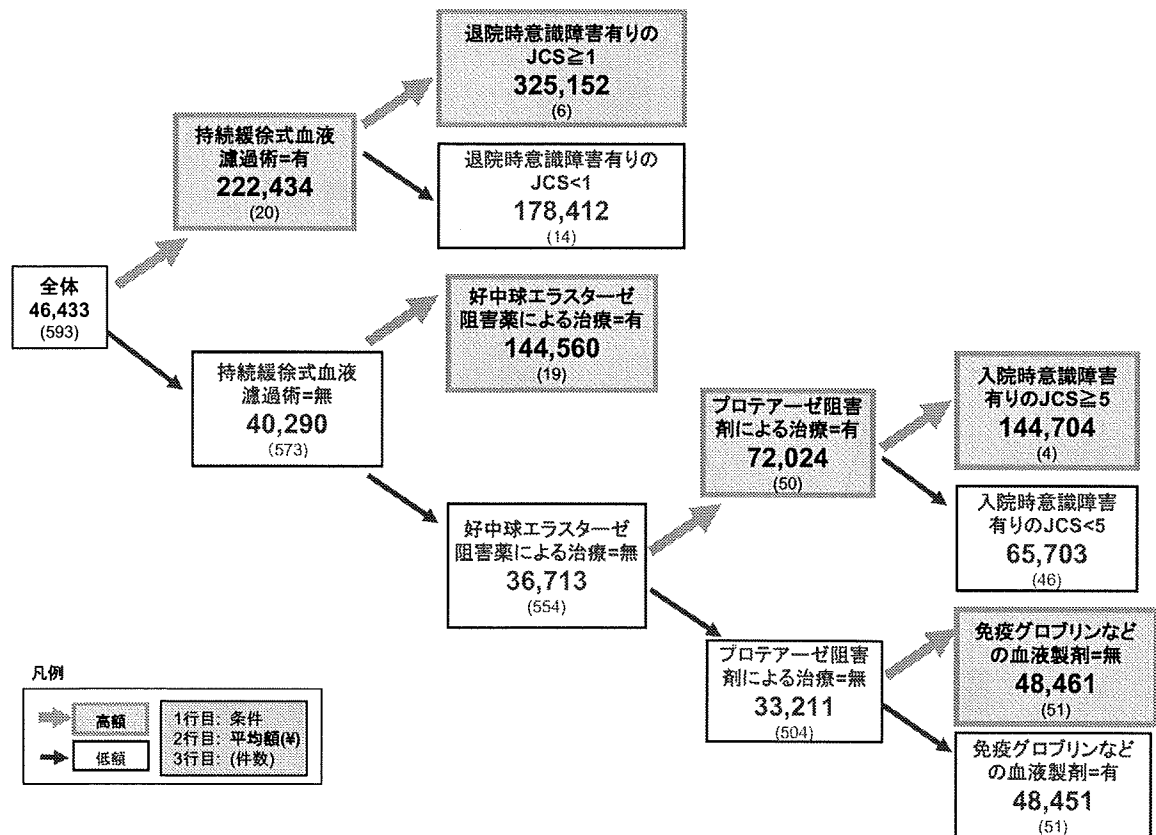 退院時意識障害有りの
JCS≧1
325,152
(6)
持続緩徐式血液
濾過術=有
222,434
(20)
退院時意識障害有りの
JCS<1
178,412
(14)
全体
46,433
(593)
好中球エラスターゼ
阻害薬による治療=有
144,560
(19)
持続緩徐式血液
濾過術=無
40,290
(573)
入院時意識障害
有りのJCS≧5
144,704
(4)
プロテアーゼ阻害
剤による治療=有
72,024
(50)
入院時意識障害
有りのJCS<5
65,703
(46)
好中球エラスターゼ
阻害薬による治療=無
36,713
(554)
免疫グロブリンなど
の血液製剤=無
48,461
(51)
プロテアーゼ阻害
剤による治療=無
33,211
(504)
免疫グロブリンなど
の血液製剤=有
48,451
(51)
凡例
高額
低額
1行目: 条件
2行目: 平均額(¥)
3行目: (件数)